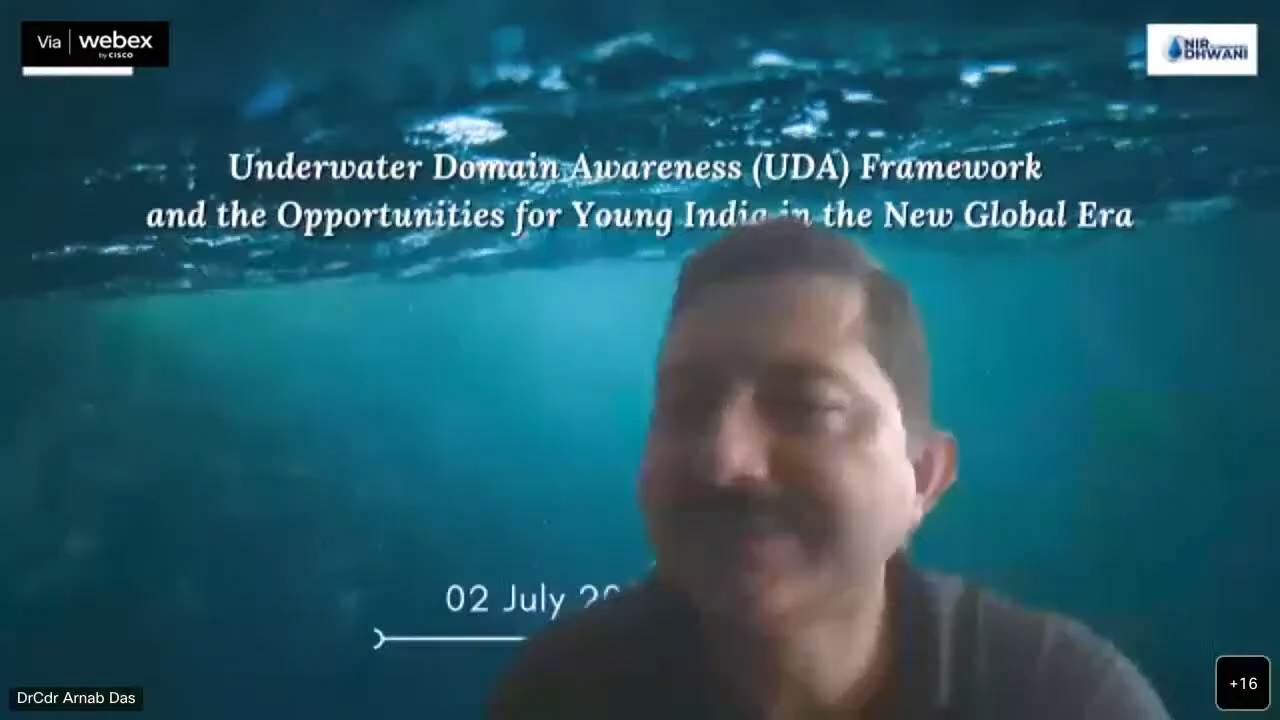 Via webex
by CISCO
NIR
DHWANI
Underwater Domain Awareness (UDA) Framework
and the Opportunities for Young India in the New Global Era
02 July 20
DrCdr Arnab Das
+16